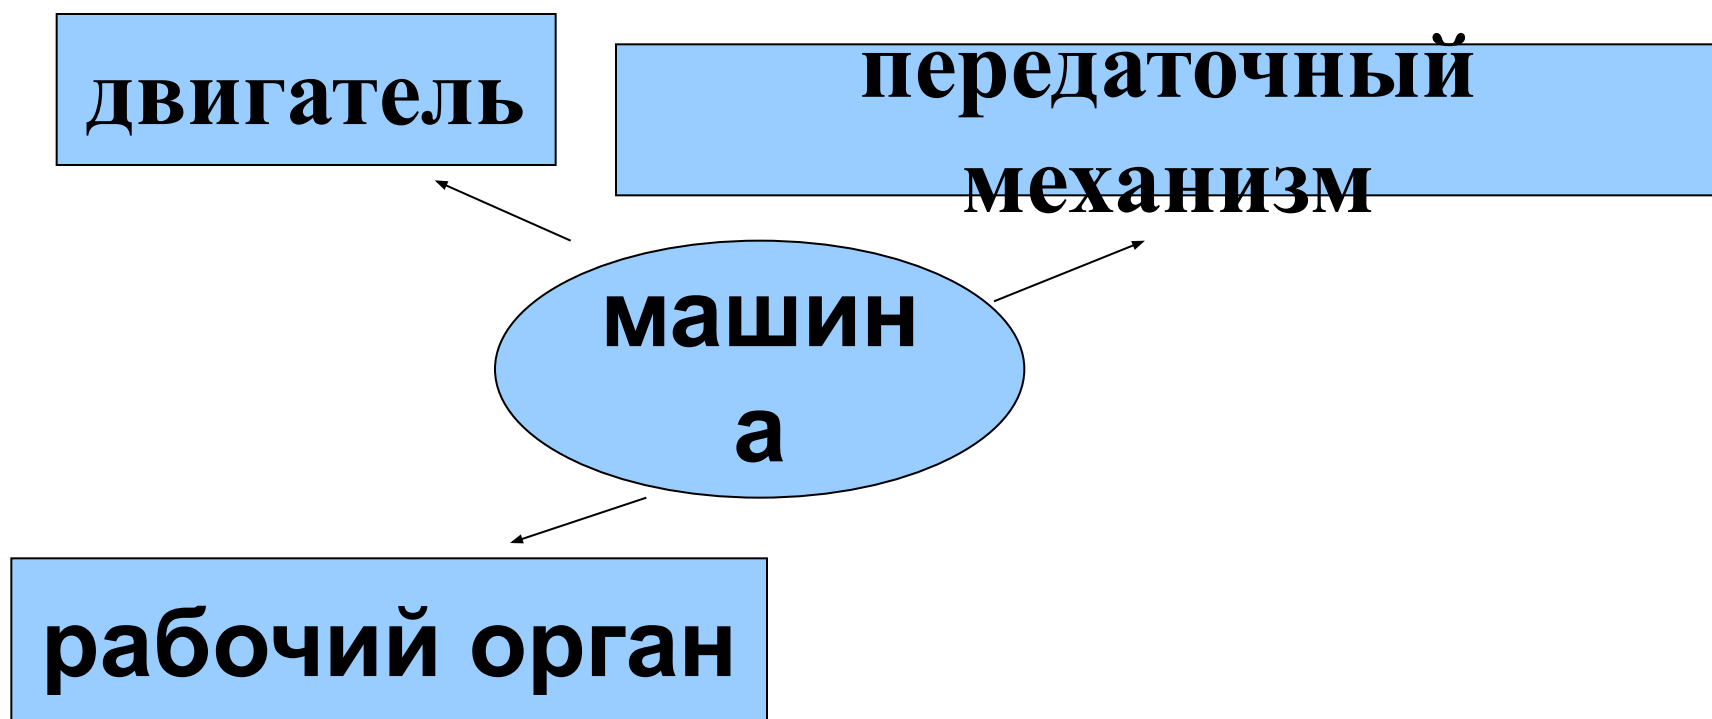 двигатель
передаточный
механизм
машин
а
рабочий орган